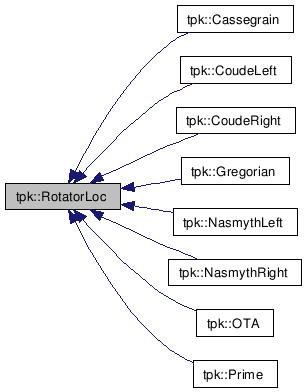 tpk::Cassegrain
tpk::CoudeLeft
tpk::CoudeRight
tpk::Gregorian
tpk::RotatorLoc
tpk::NasmythLeft
tpk::NasmythRight
tpk::OTA
tpk::Prime